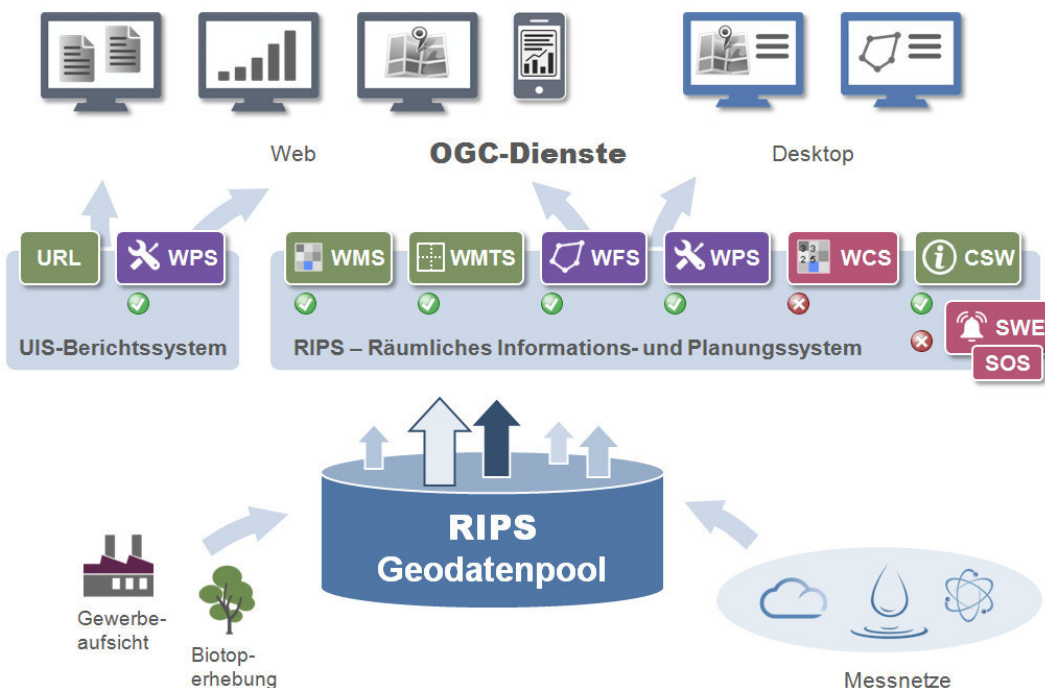 Web
OGC-Dienste
Desktop
URL
WPS
WMS
WMTS
WFS
WPS
WCS
CSW
UIS-Berichtssystem
RIPS – Räumliches Informations- und Planungssystem
SWE
SOS
RIPS
Geodatenpool
Gewerbe-
aufsicht
Biotop-
erhebung
Messnetze